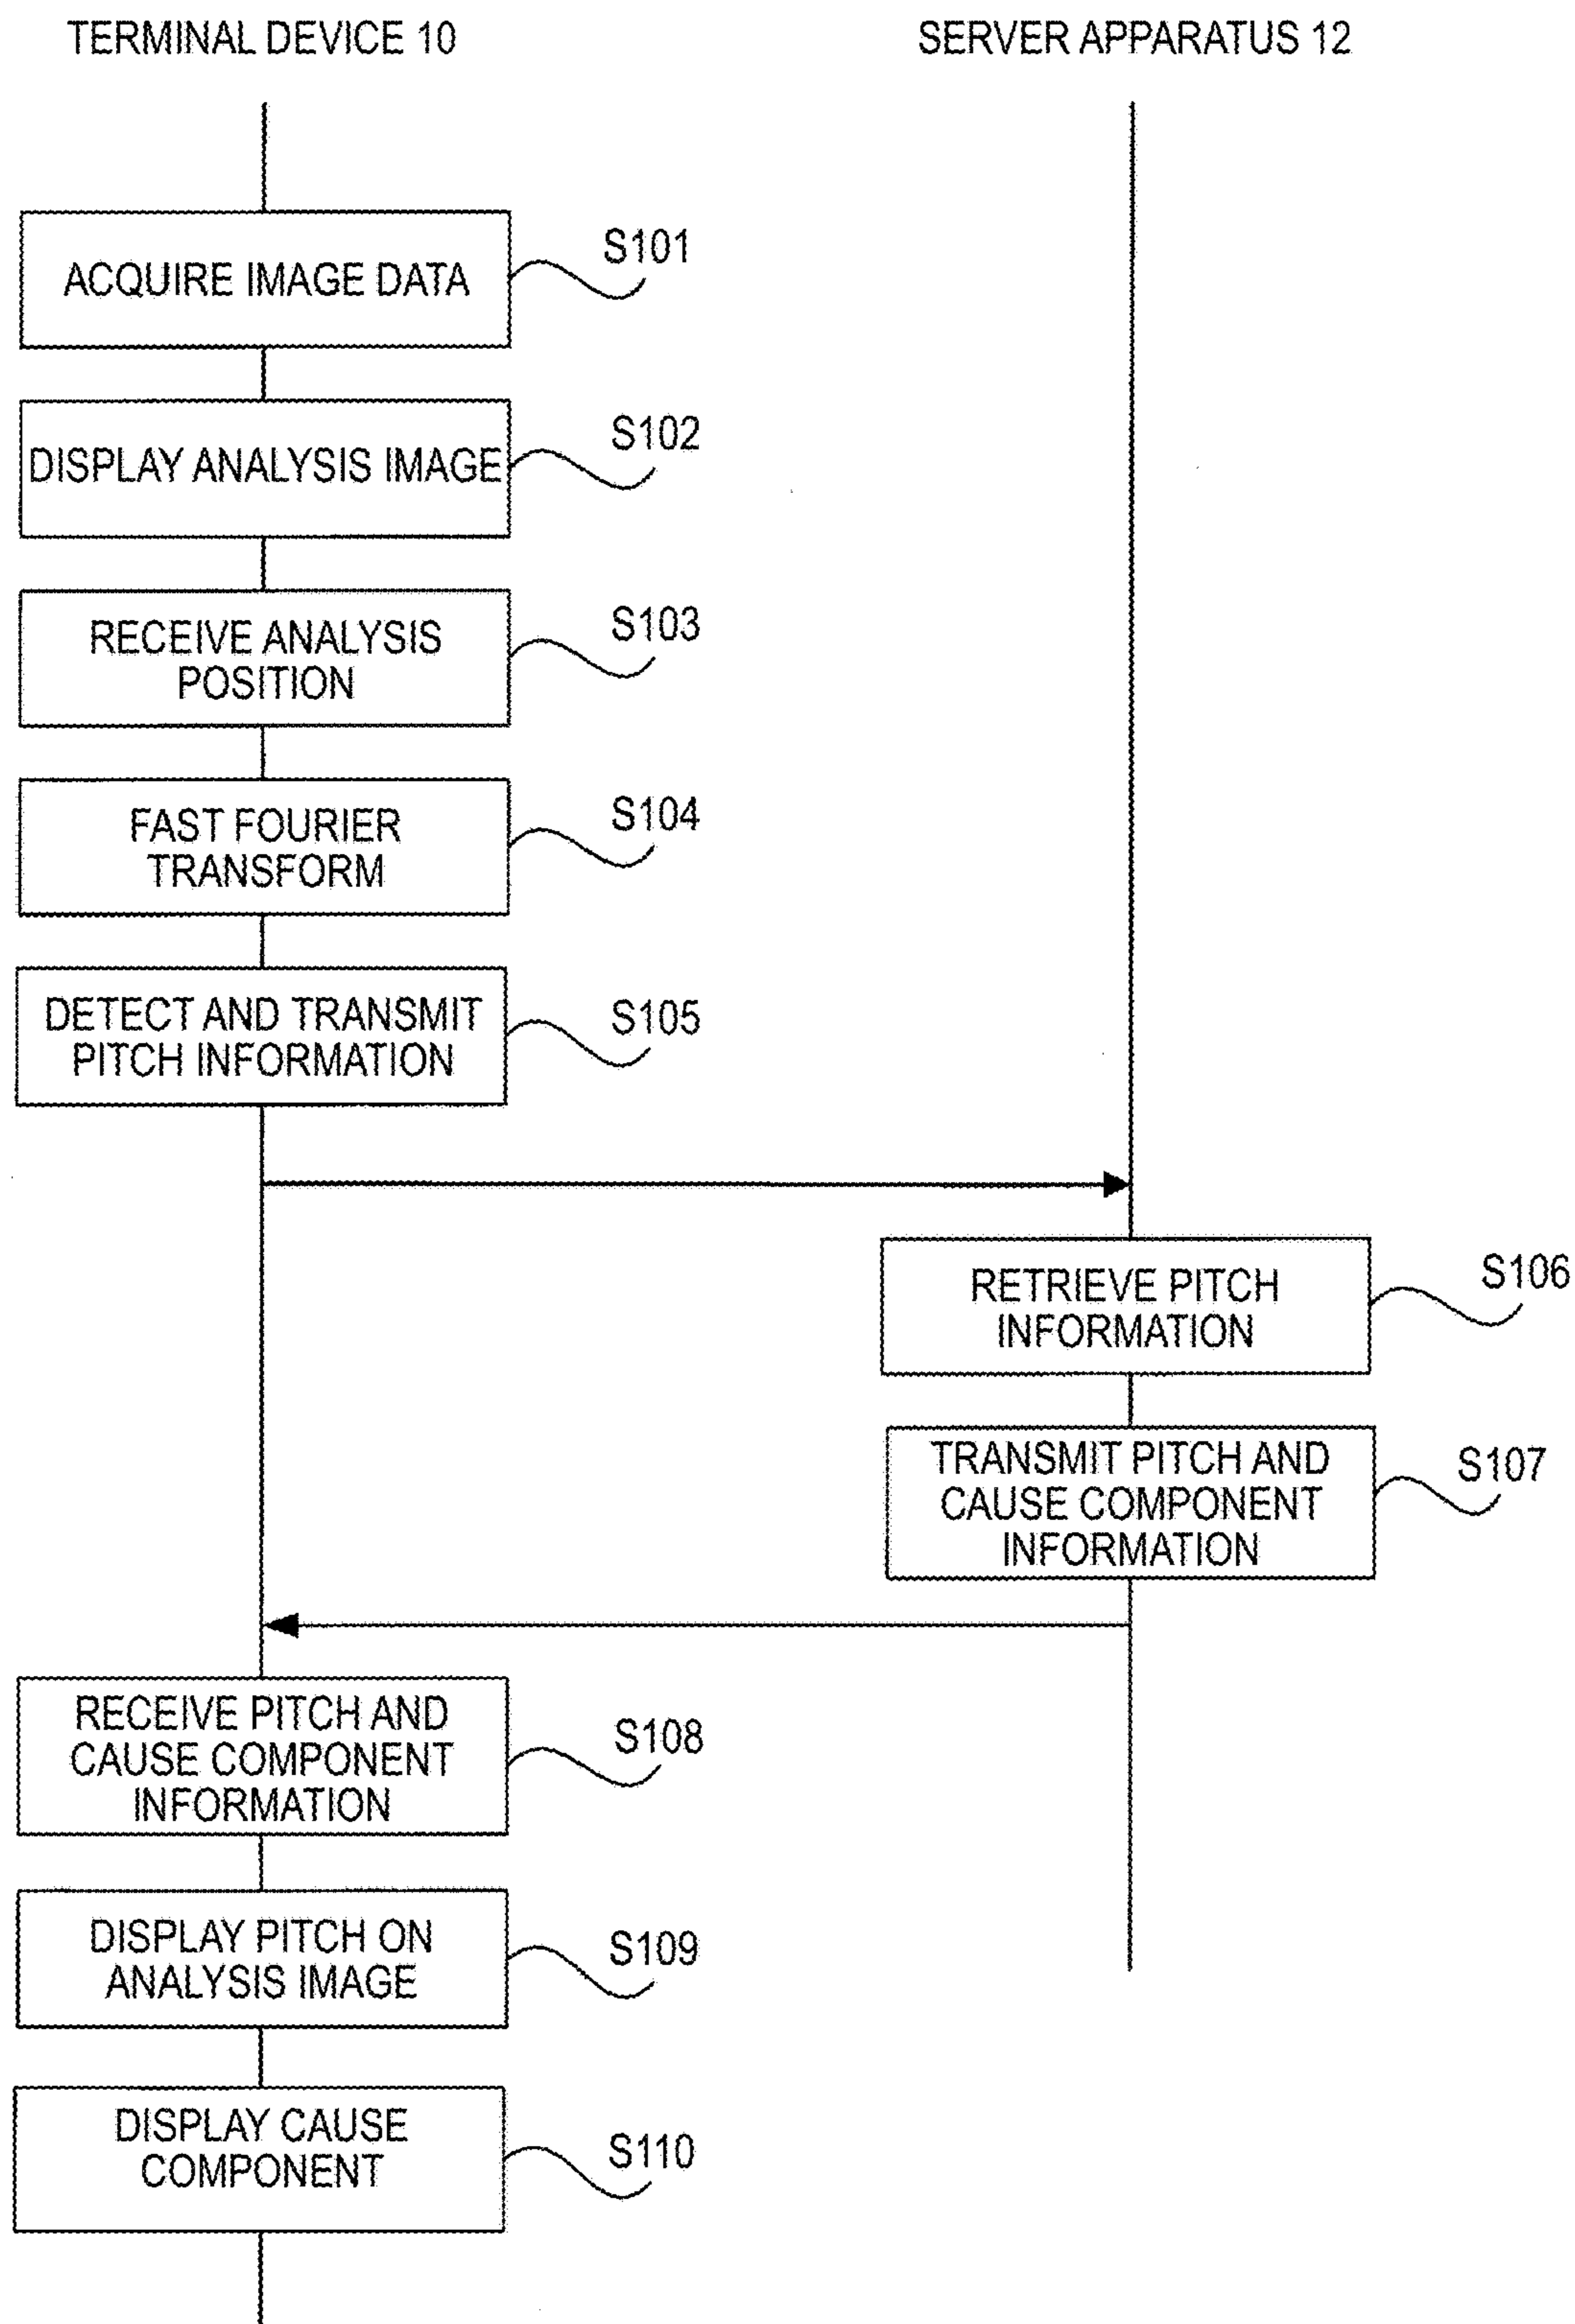 TERMINAL DEVICE 10
SERVER APPARATUS 12
ACQUIRE IMAGE DATA
S101
DISPLAY ANALYSIS IMAGE
S102
RECEIVE ANALYSIS
POSITION
S103
FAST FOURIER
TRANSFORM
S104
DETECT AND TRANSMIT
PITCH INFORMATION
S105
RETRIEVE PITCH
INFORMATION
S106
TRANSMIT PITCH AND
CAUSE COMPONENT
INFORMATION
S107
RECEIVE PITCH AND
CAUSE COMPONENT
INFORMATION
S108
DISPLAY PITCH ON
ANALYSIS IMAGE
S109
DISPLAY CAUSE
COMPONENT
S110